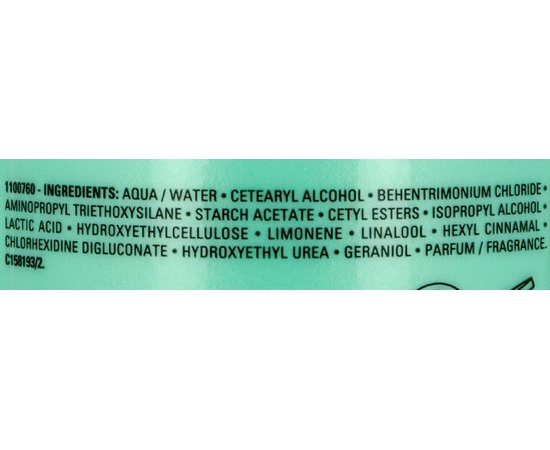 1100760 - INGREDIENTS: AQUA / WATER • CETEARYL ALCOHOL • BEHENTRIMONIUM CHLORIDE •
AMINOPROPYL TRIETHOXYSILANE • STARCH ACETATE • CETYL ESTERS • ISOPROPYL ALCOHOL •
LACTIC ACID • HYDROXYETHYLCELLULOSE • LIMONENE • LINALOOL • HEXYL CINNAMAL •
CHLORHEXIDINE DIGLUCONATE • HYDROXYETHYL UREA • GERANIOL • PARFUM / FRAGRANCE.
C158193/2.